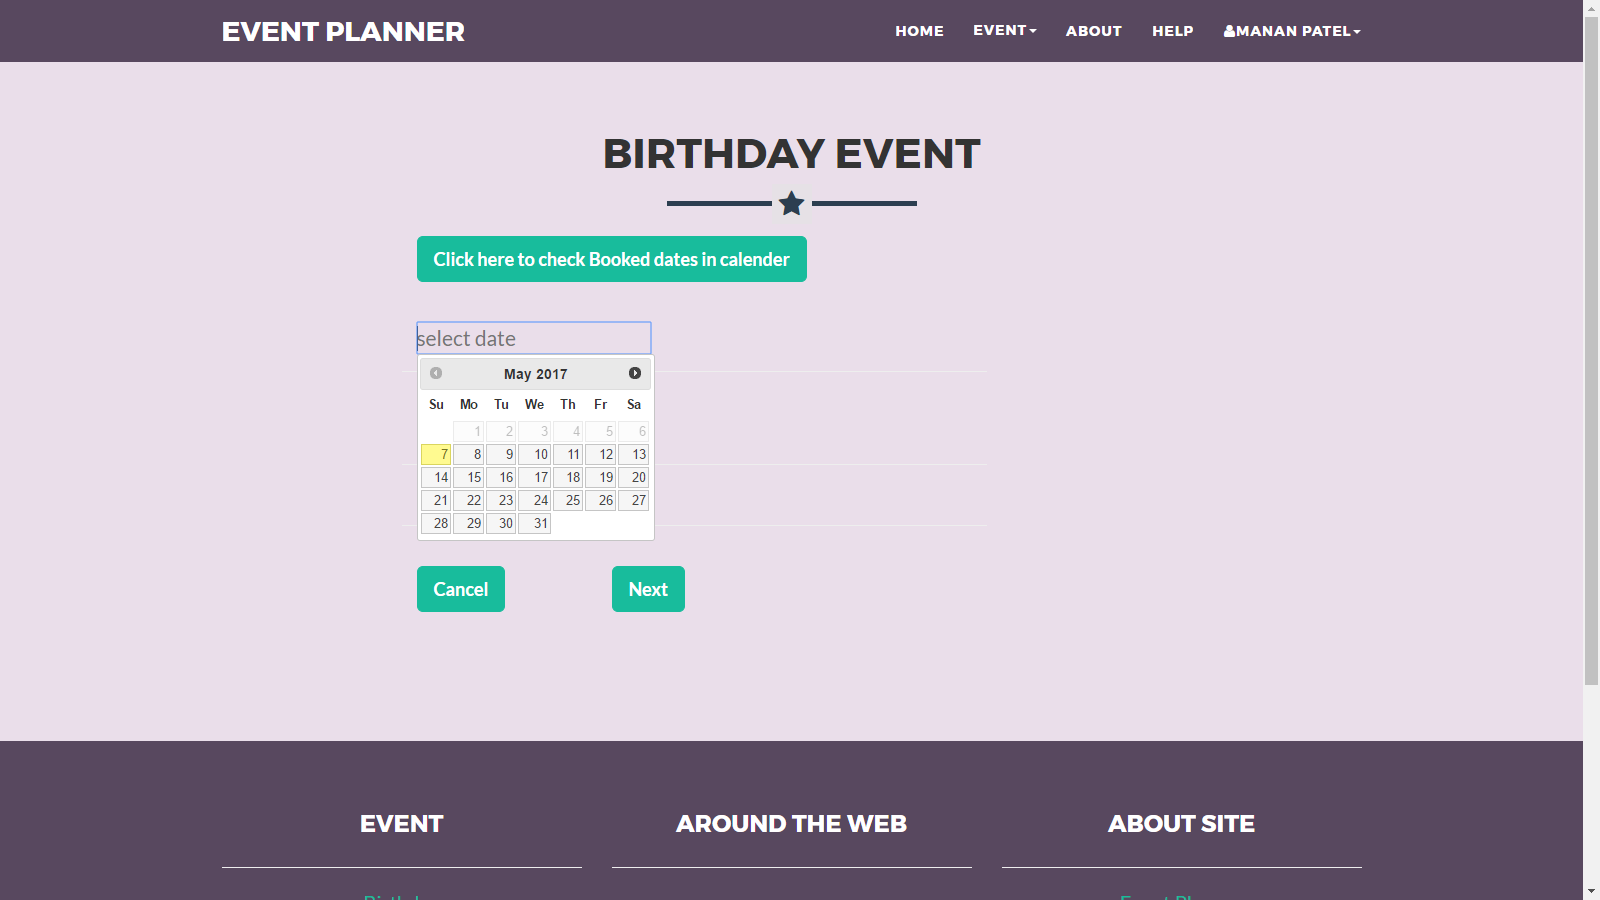 EVENT PLANNER
HOME EVENT ABOUT HELP MANAN PATEL
BIRTHDAY EVENT
Click here to check Booked dates in calender
select date
May 2017
Su Mo Tu We Th Fr Sa
1 2 3 4 5 6
7 8 9 10 11 12 13
14 15 16 17 18 19 20
21 22 23 24 25 26 27
28 29 30 31
Cancel Next
EVENT AROUND THE WEB ABOUT SITE